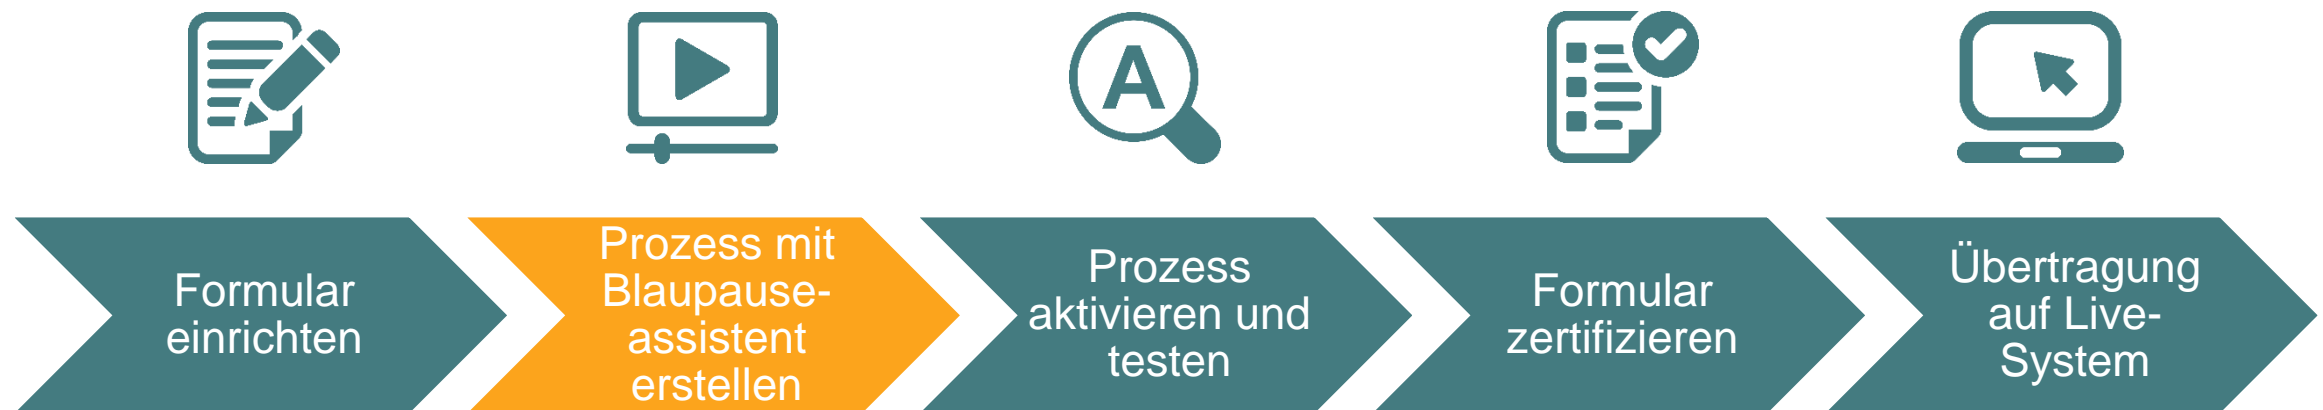 A
Formular
einrichten
Prozess mit
Blaupause-
assistent
erstellen
Prozess
aktivieren und
testen
Formular
zertifizieren
Übertragung
auf Live-
System